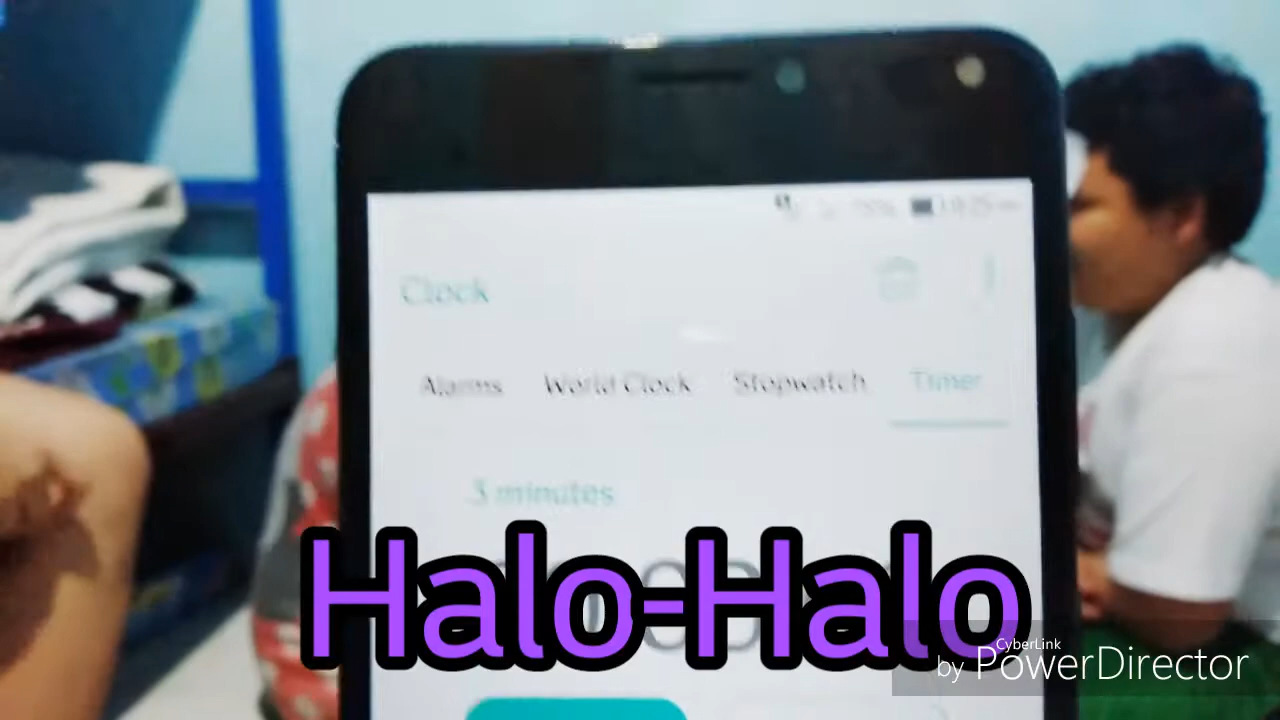 Clock
Alarms World Clock Stopwatch Timer
3 minutes
Halo-Halo
CyberLink
by PowerDirector